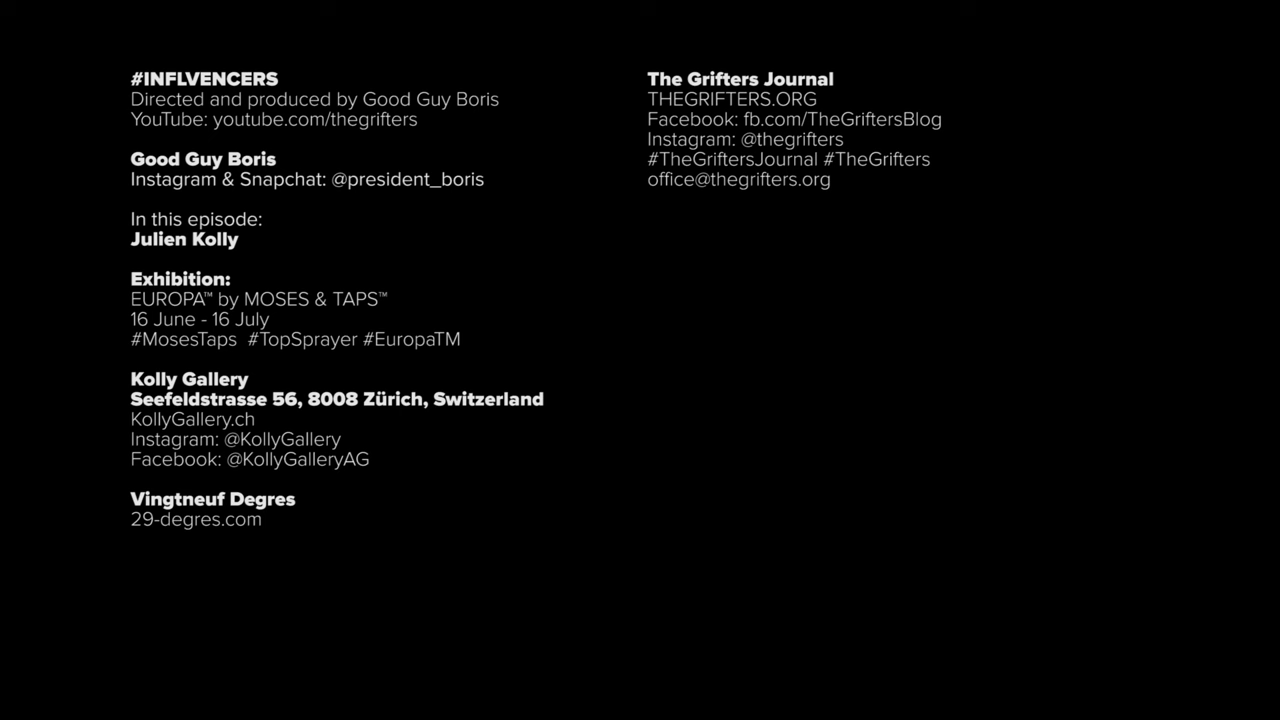 #INFLVENCERS
Directed and produced by Good Guy Boris
YouTube: youtube.com/thegrifters
Good Guy Boris
Instagram & Snapchat: @president_boris
In this episode:
Julien Kolly
Exhibition:
EUROPA™ by MOSES & TAPS™
16 June - 16 July
#MosesTaps #TopSprayer #EuropaTM
Kolly Gallery
Seefeldstrasse 56, 8008 Zürich, Switzerland
KollyGallery.ch
Instagram: @KollyGallery
Facebook: @KollyGalleryAG
Vingtneuf Degres
29-degres.com
The Grifters Journal
THEGRIFTERS.ORG
Facebook: fb.com/TheGriftersBlog
Instagram: @thegrifters
#TheGriftersJournal #TheGrifters
office@thegrifters.org